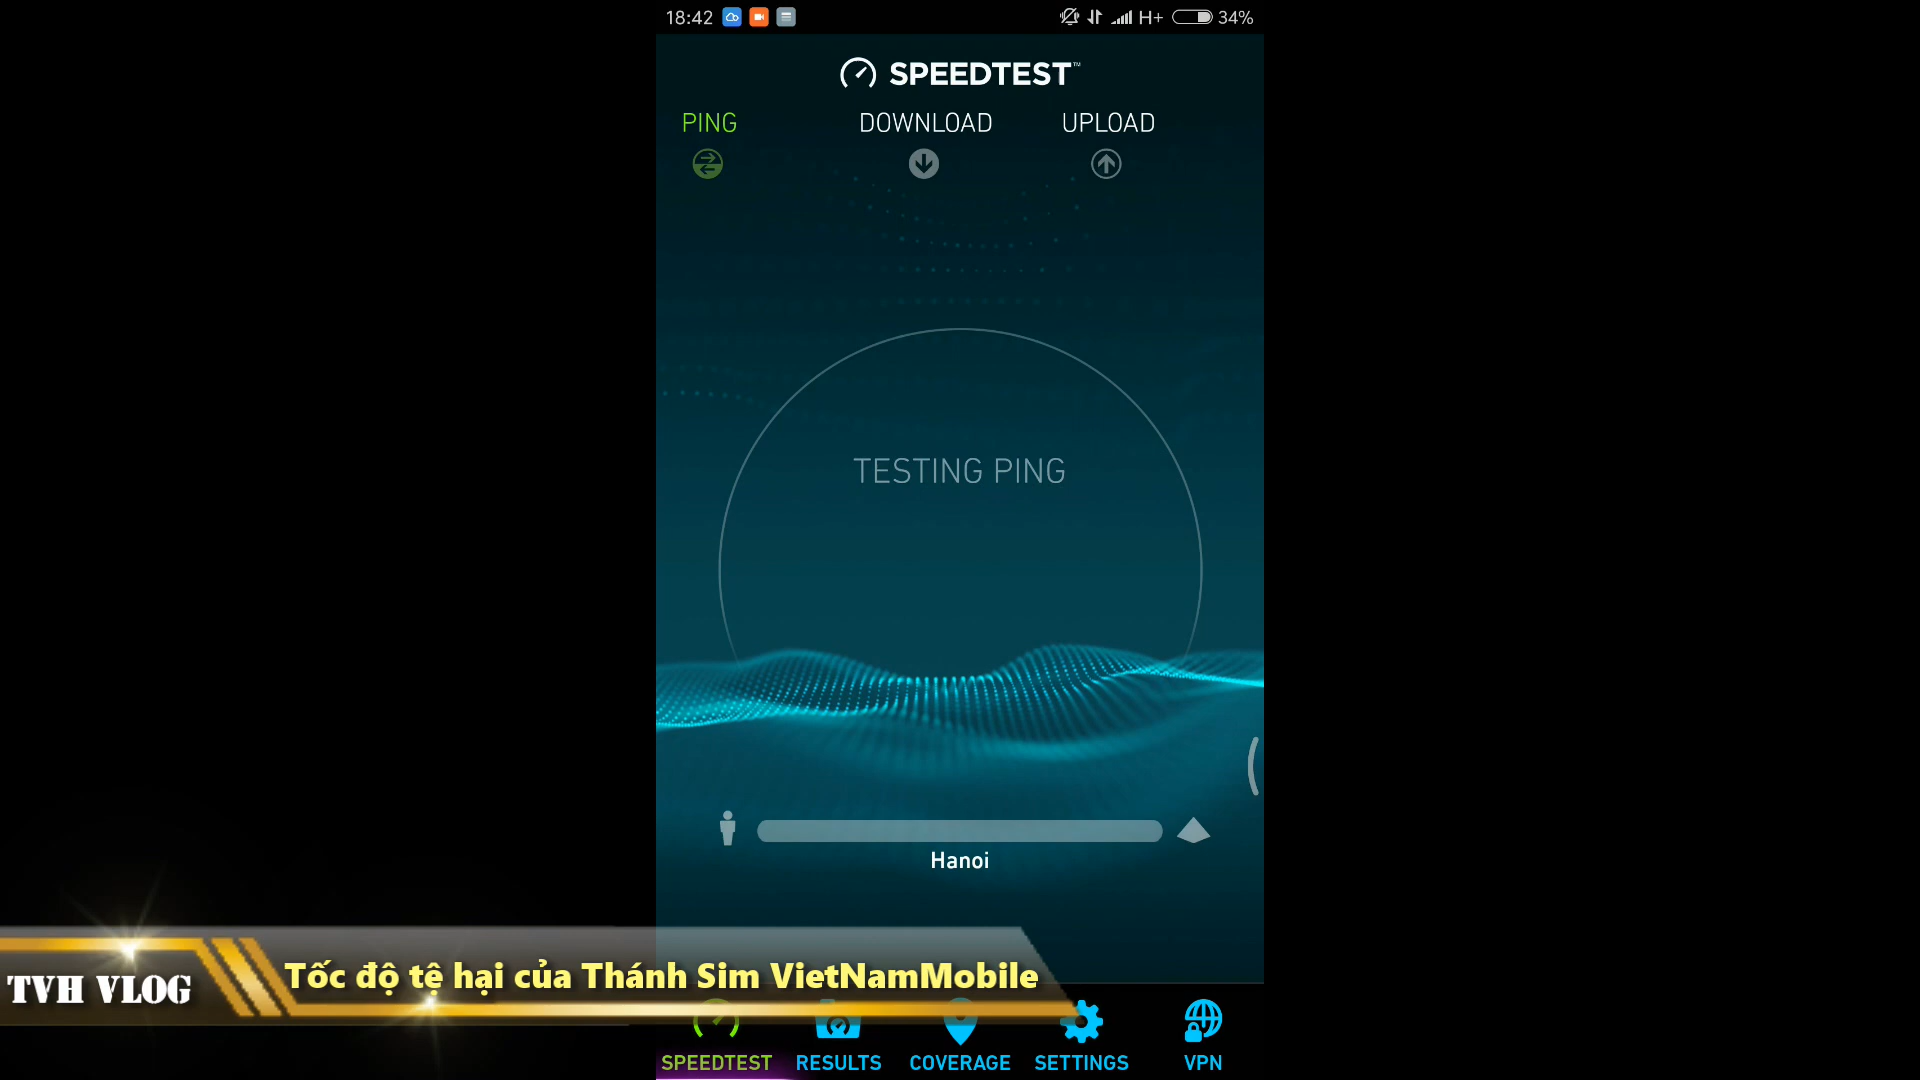 18:42 H+ 34%
SPEEDTEST™
PING DOWNLOAD UPLOAD
TESTING PING
Hanoi
TVH VLOG
Tốc độ tệ hại của Thánh Sim VietNamMobile
SPEEDTEST RESULTS COVERAGE SETTINGS VPN